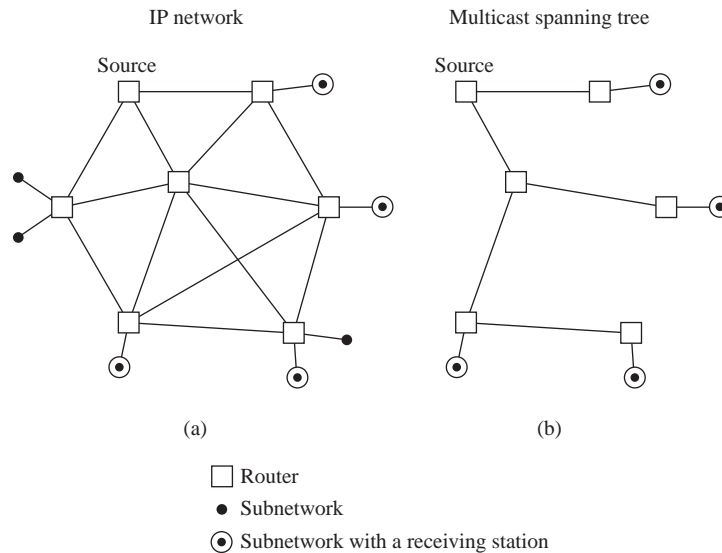 IP network
Multicast spanning tree
Source
Source
(a)
(b)
Router
Subnetwork
Subnetwork with a receiving station